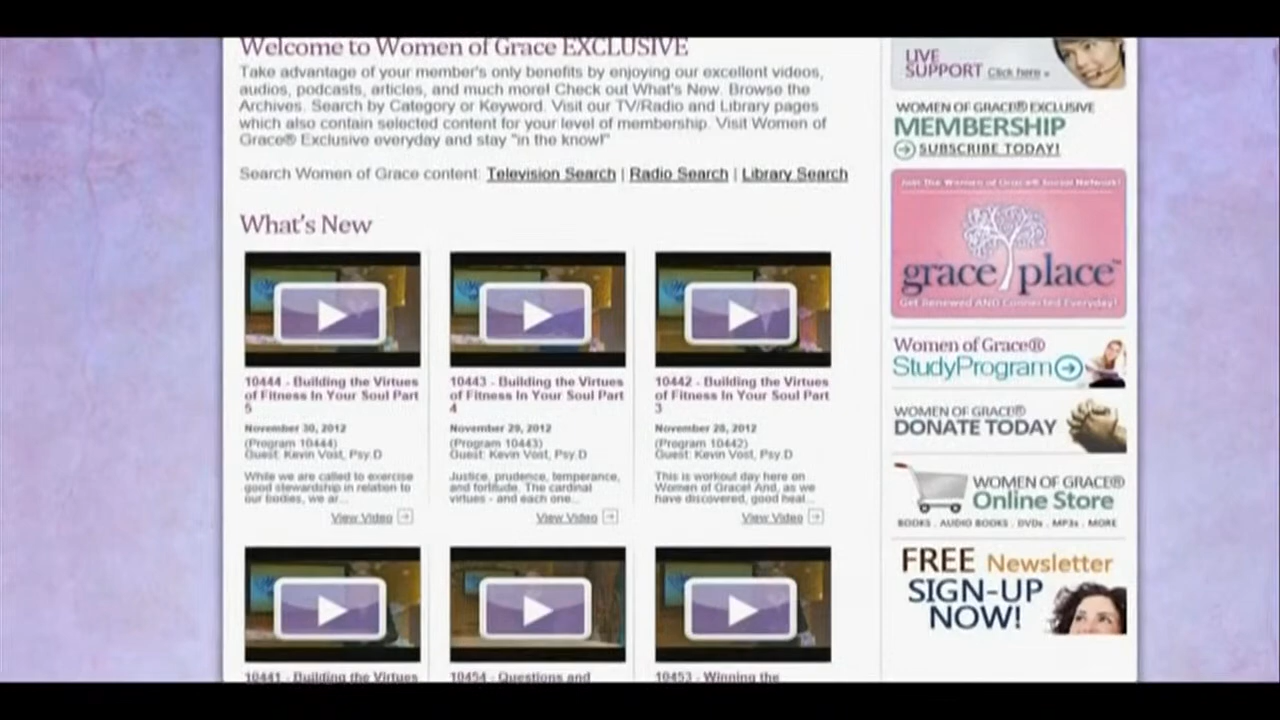 Welcome to Women of Grace EXCLUSIVE
Take advantage of your member's only benefits by enjoying our excellent videos,
audios, podcasts, articles, and much more! Check out What's New. Browse the
Archives. Search by Category or Keyword. Visit our TV/Radio and Library pages
which also contain selected content for your level of membership. Visit Women of
Grace® Exclusive everyday and stay "in the know!"
Search Women of Grace content: Television Search | Radio Search | Library Search
What's New
10444 - Building the Virtues
of Fitness In Your Soul Part
5
November 30, 2012
(Program 10444)
Guest: Kevin Vost, Psy.D
While we are called to exercise
good stewardship in relation to
our bodies, we ar...
View Video
10443 - Building the Virtues
of Fitness In Your Soul Part
4
November 29, 2012
(Program 10443)
Guest: Kevin Vost, Psy.D
Justice, prudence, temperance,
and fortitude. The cardinal
virtues - and each one...
View Video
10442 - Building the Virtues
of Fitness In Your Soul Part
3
November 28, 2012
(Program 10442)
Guest: Kevin Vost, Psy.D
This is workout day here on
Women of Grace! And, as we
have discovered, good heal...
View Video
10441 - Building the Virtues
10454 - Questions and
10453 - Winning the
LIVE
SUPPORT Click here »
WOMEN OF GRACE® EXCLUSIVE
MEMBERSHIP
SUBSCRIBE TODAY!
Join The Women of Grace® Social Network!
grace place™
Get Renewed AND Connected Everyday!
Women of Grace®
StudyProgram
WOMEN OF GRACE®
DONATE TODAY
WOMEN OF GRACE®
Online Store
BOOKS . AUDIO BOOKS . DVDs . MP3s . MORE
FREE Newsletter
SIGN-UP
NOW!